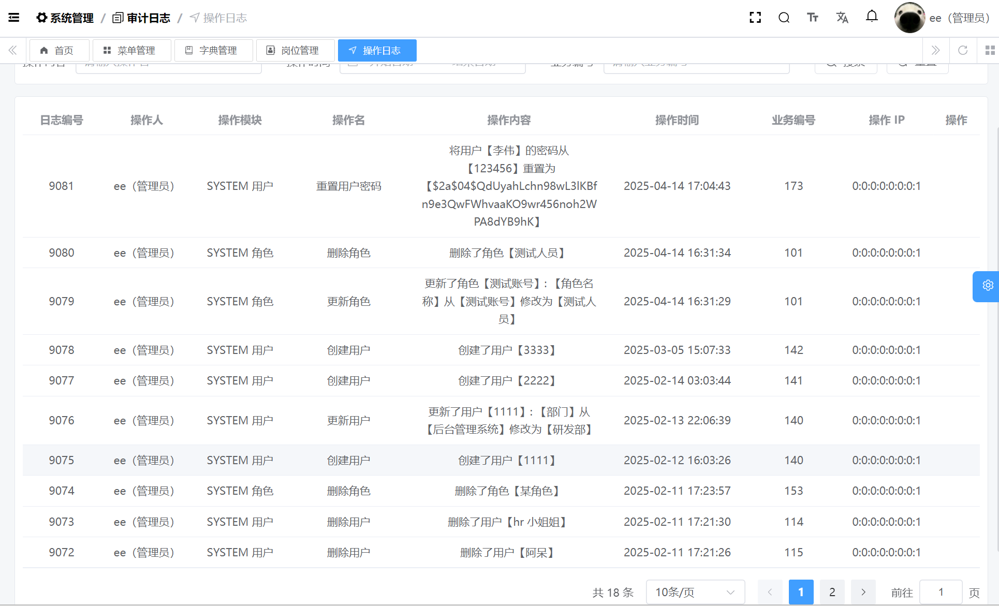 系统管理 / 审计日志 / 操作日志
ee（管理员）
首页
菜单管理
字典管理
岗位管理
操作日志
日志编号 操作人 操作模块 操作名 操作内容 操作时间 业务编号 操作 IP 操作
9081 ee（管理员） SYSTEM 用户 重置用户密码
将用户【李伟】的密码从
【123456】重置为
【$2a$04$QdUyahLchn98wL3lKBf
n9e3QwFWhvaaKO9wr456noh2W
PA8dYB9hK】
2025-04-14 17:04:43 173 0:0:0:0:0:0:0:1
9080 ee（管理员） SYSTEM 角色 删除角色 删除了角色【测试人员】 2025-04-14 16:31:34 101 0:0:0:0:0:0:0:1
9079 ee（管理员） SYSTEM 角色 更新角色
更新了角色【测试账号】:【角色名
称】从【测试账号】修改为【测试人
员】
2025-04-14 16:31:29 101 0:0:0:0:0:0:0:1
9078 ee（管理员） SYSTEM 用户 创建用户 创建了用户【3333】 2025-03-05 15:07:33 142 0:0:0:0:0:0:0:1
9077 ee（管理员） SYSTEM 用户 创建用户 创建了用户【2222】 2025-02-14 03:03:44 141 0:0:0:0:0:0:0:1
9076 ee（管理员） SYSTEM 用户 更新用户
更新了用户【1111】:【部门】从
【后台管理系统】修改为【研发部】
2025-02-13 22:06:39 140 0:0:0:0:0:0:0:1
9075 ee（管理员） SYSTEM 用户 创建用户 创建了用户【1111】 2025-02-12 16:03:26 140 0:0:0:0:0:0:0:1
9074 ee（管理员） SYSTEM 角色 删除角色 删除了角色【某角色】 2025-02-11 17:23:57 153 0:0:0:0:0:0:0:1
9073 ee（管理员） SYSTEM 用户 删除用户 删除了用户【hr 小姐姐】 2025-02-11 17:21:30 114 0:0:0:0:0:0:0:1
9072 ee（管理员） SYSTEM 用户 删除用户 删除了用户【阿呆】 2025-02-11 17:21:26 115 0:0:0:0:0:0:0:1
共 18 条 10条/页 1 2 前往 1 页